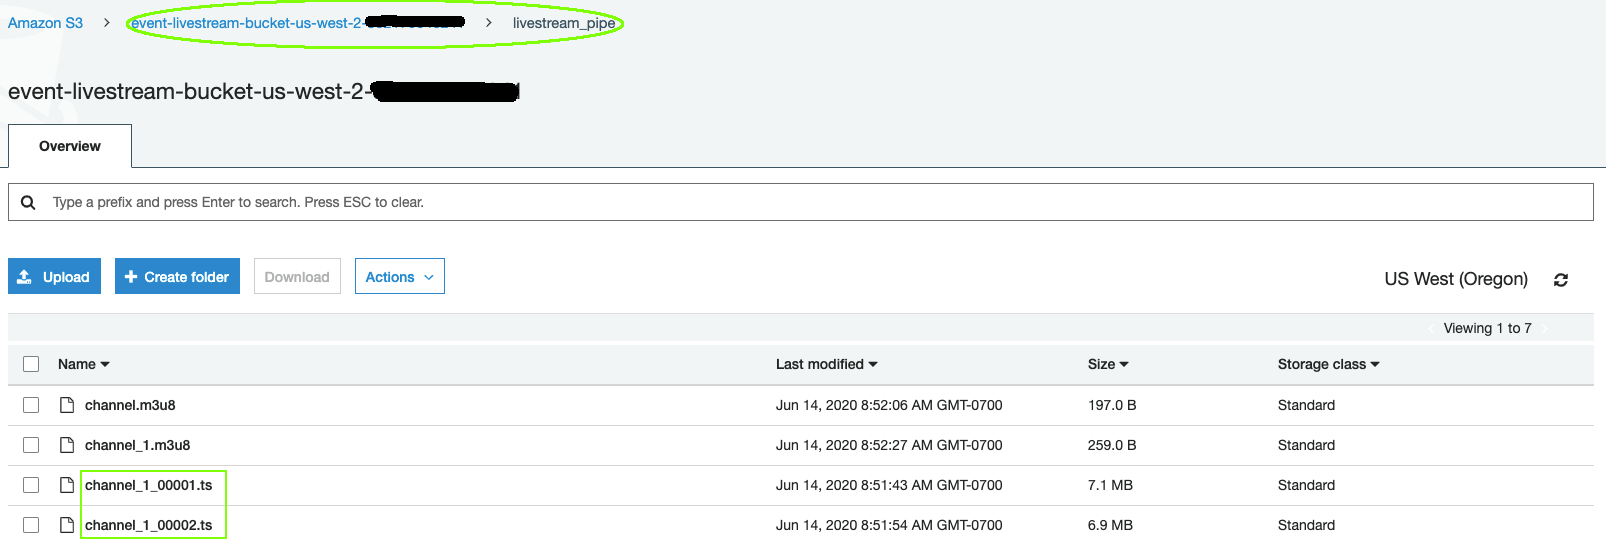 Amazon S3 > event-livestream-bucket-us-west-2- > livestream_pipe
event-livestream-bucket-us-west-2-
Overview
Type a prefix and press Enter to search. Press ESC to clear.
Upload + Create folder Download Actions US West (Oregon)
Viewing 1 to 7
Name Last modified Size Storage class
channel.m3u8 Jun 14, 2020 8:52:06 AM GMT-0700 197.0 B Standard
channel_1.m3u8 Jun 14, 2020 8:52:27 AM GMT-0700 259.0 B Standard
channel_1_00001.ts Jun 14, 2020 8:51:43 AM GMT-0700 7.1 MB Standard
channel_1_00002.ts Jun 14, 2020 8:51:54 AM GMT-0700 6.9 MB Standard